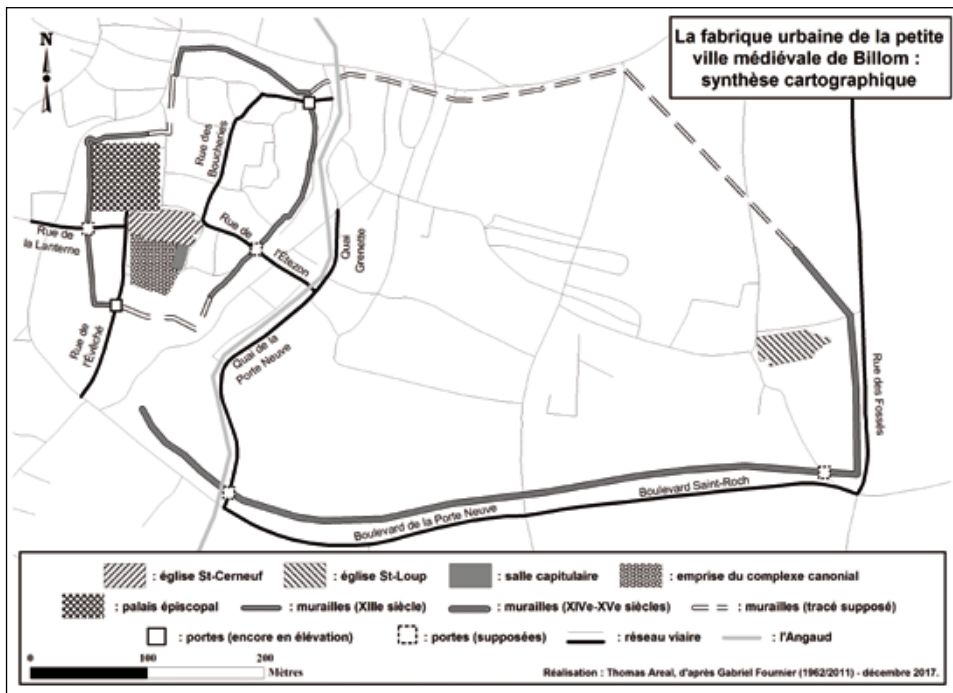 La fabrique urbaine de la petite
ville médiévale de Billom :
synthèse cartographique
N
Rue des
Boucheries
Rue de
la Lanterne
Rue de
l'Étezon
Quai
Grenette
Rue de
l'Évêché
Quai de la
Porte Neuve
Rue des Fossés
Boulevard Saint-Roch
Boulevard de la Porte Neuve
: église St-Cerneuf
: église St-Loup
: salle capitulaire
: emprise du complexe canonial
: palais épiscopal
: murailles (XIIIe siècle)
: murailles (XIVe-XVe siècles)
: murailles (tracé supposé)
: portes (encore en élévation)
: portes (supposées)
: réseau viaire
: l'Angaud
0 100 200
Mètres
Réalisation : Thomas Areal, d'après Gabriel Fournier (1962/2011) - décembre 2017.